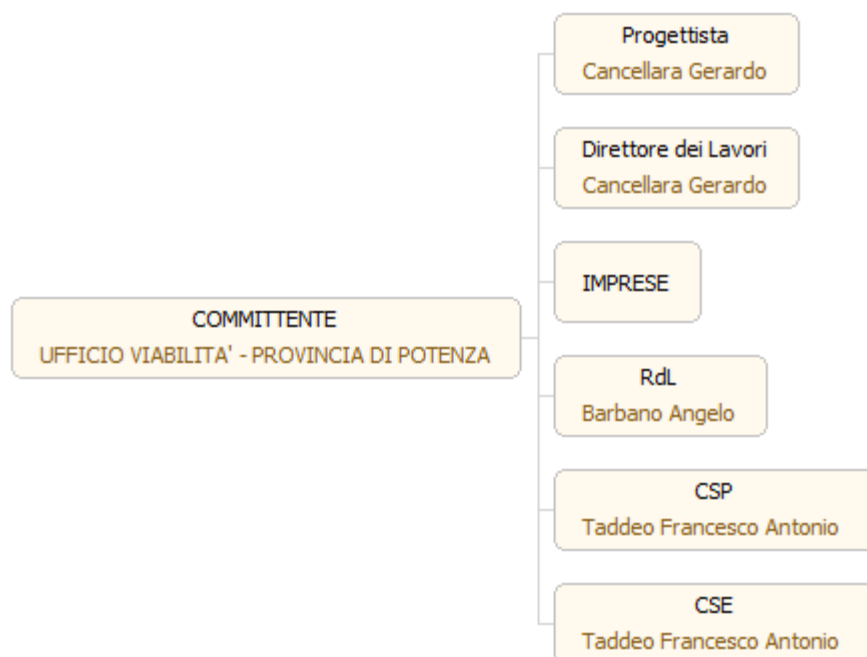 Progettista
Cancellara Gerardo
Direttore dei Lavori
Cancellara Gerardo
IMPRESE
COMMITTENTE
UFFICIO VIABILITA' - PROVINCIA DI POTENZA
RdL
Barbano Angelo
CSP
Taddeo Francesco Antonio
CSE
Taddeo Francesco Antonio